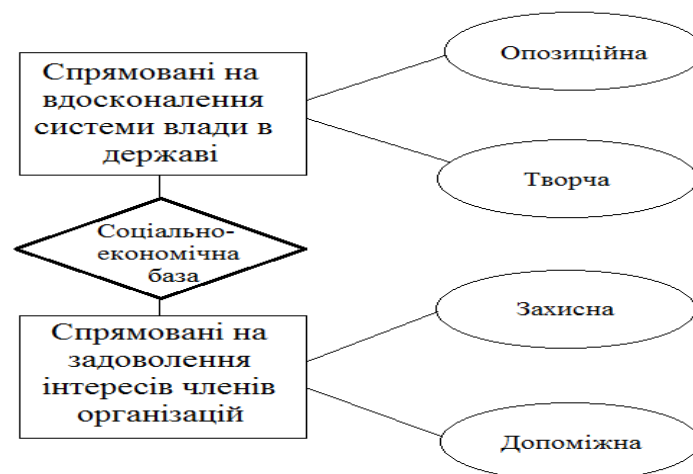 Опозиційна
Спрямовані на
вдосконалення
системи влади в
державі
Творча
Соціально-
економічна
база
Захисна
Спрямовані на
задоволення
інтересів членів
організацій
Допоміжна